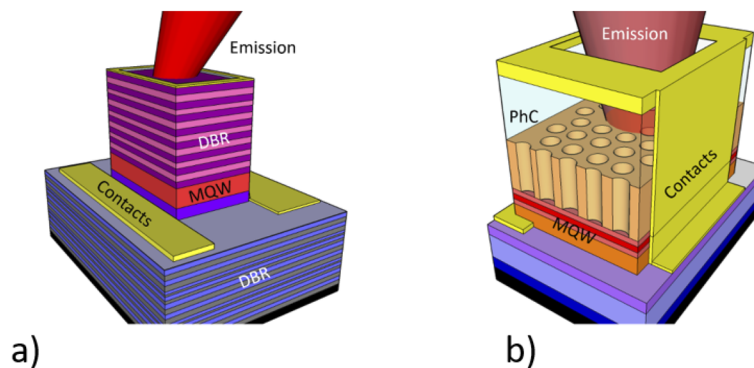 Emission
DBR
MQW
Contacts
DBR
a)
Emission
PhC
Contacts
MQW
b)